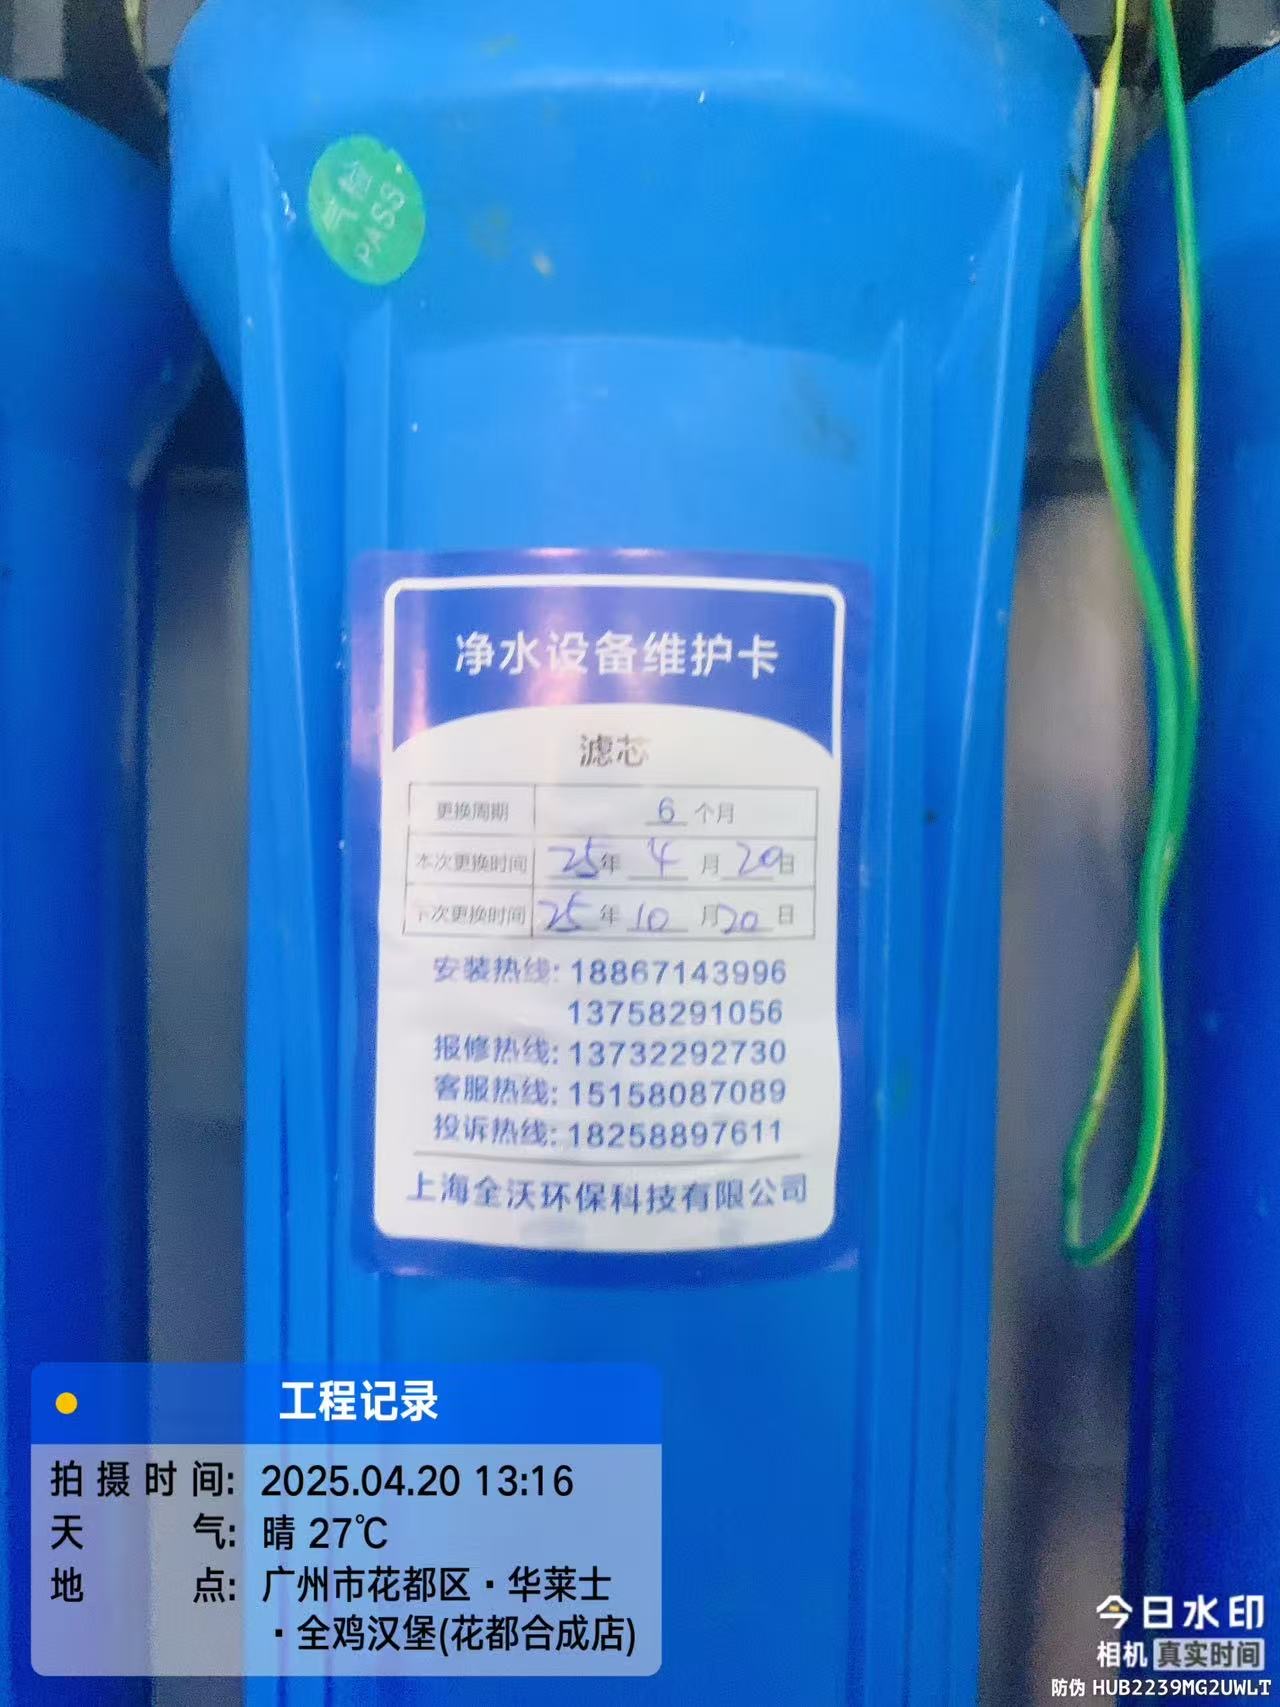 PASS
净水设备维护卡
滤芯
更换周期 6 个月
本次更换时间 25年 4 月 20日
下次更换时间 25 年 10 月20 日
安装热线: 18867143996
13758291056
报修热线: 13732292730
客服热线: 15158087089
投诉热线: 18258897611
上海全沃环保科技有限公司
工程记录
拍摄时间: 2025.04.20 13:16
天气: 晴 27℃
地点: 广州市花都区·华莱士
·全鸡汉堡(花都合成店)
今日水印
相机 真实时间
防伪 HUB2239MG2UWLT